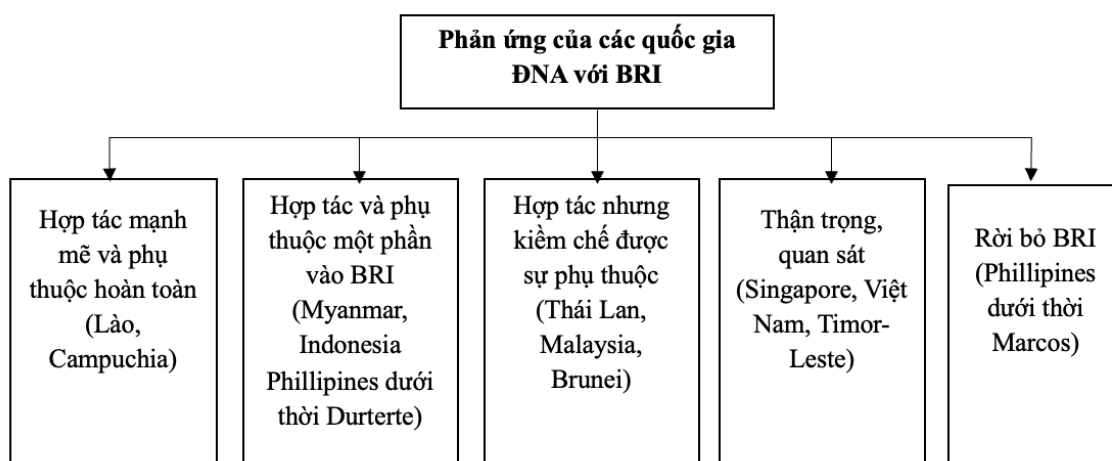 Phản ứng của các quốc gia
ĐNA với BRI
Hợp tác mạnh
mẽ và phụ
thuộc hoàn toàn
(Lào,
Campuchia)
Hợp tác và phụ
thuộc một phần
vào BRI
(Myanmar,
Indonesia
Phillipines dưới
thời Durterte)
Hợp tác nhưng
kiềm chế được
sự phụ thuộc
(Thái Lan,
Malaysia,
Brunei)
Thận trọng,
quan sát
(Singapore, Việt
Nam, Timor-
Leste)
Rời bỏ BRI
(Phillipines
dưới thời
Marcos)